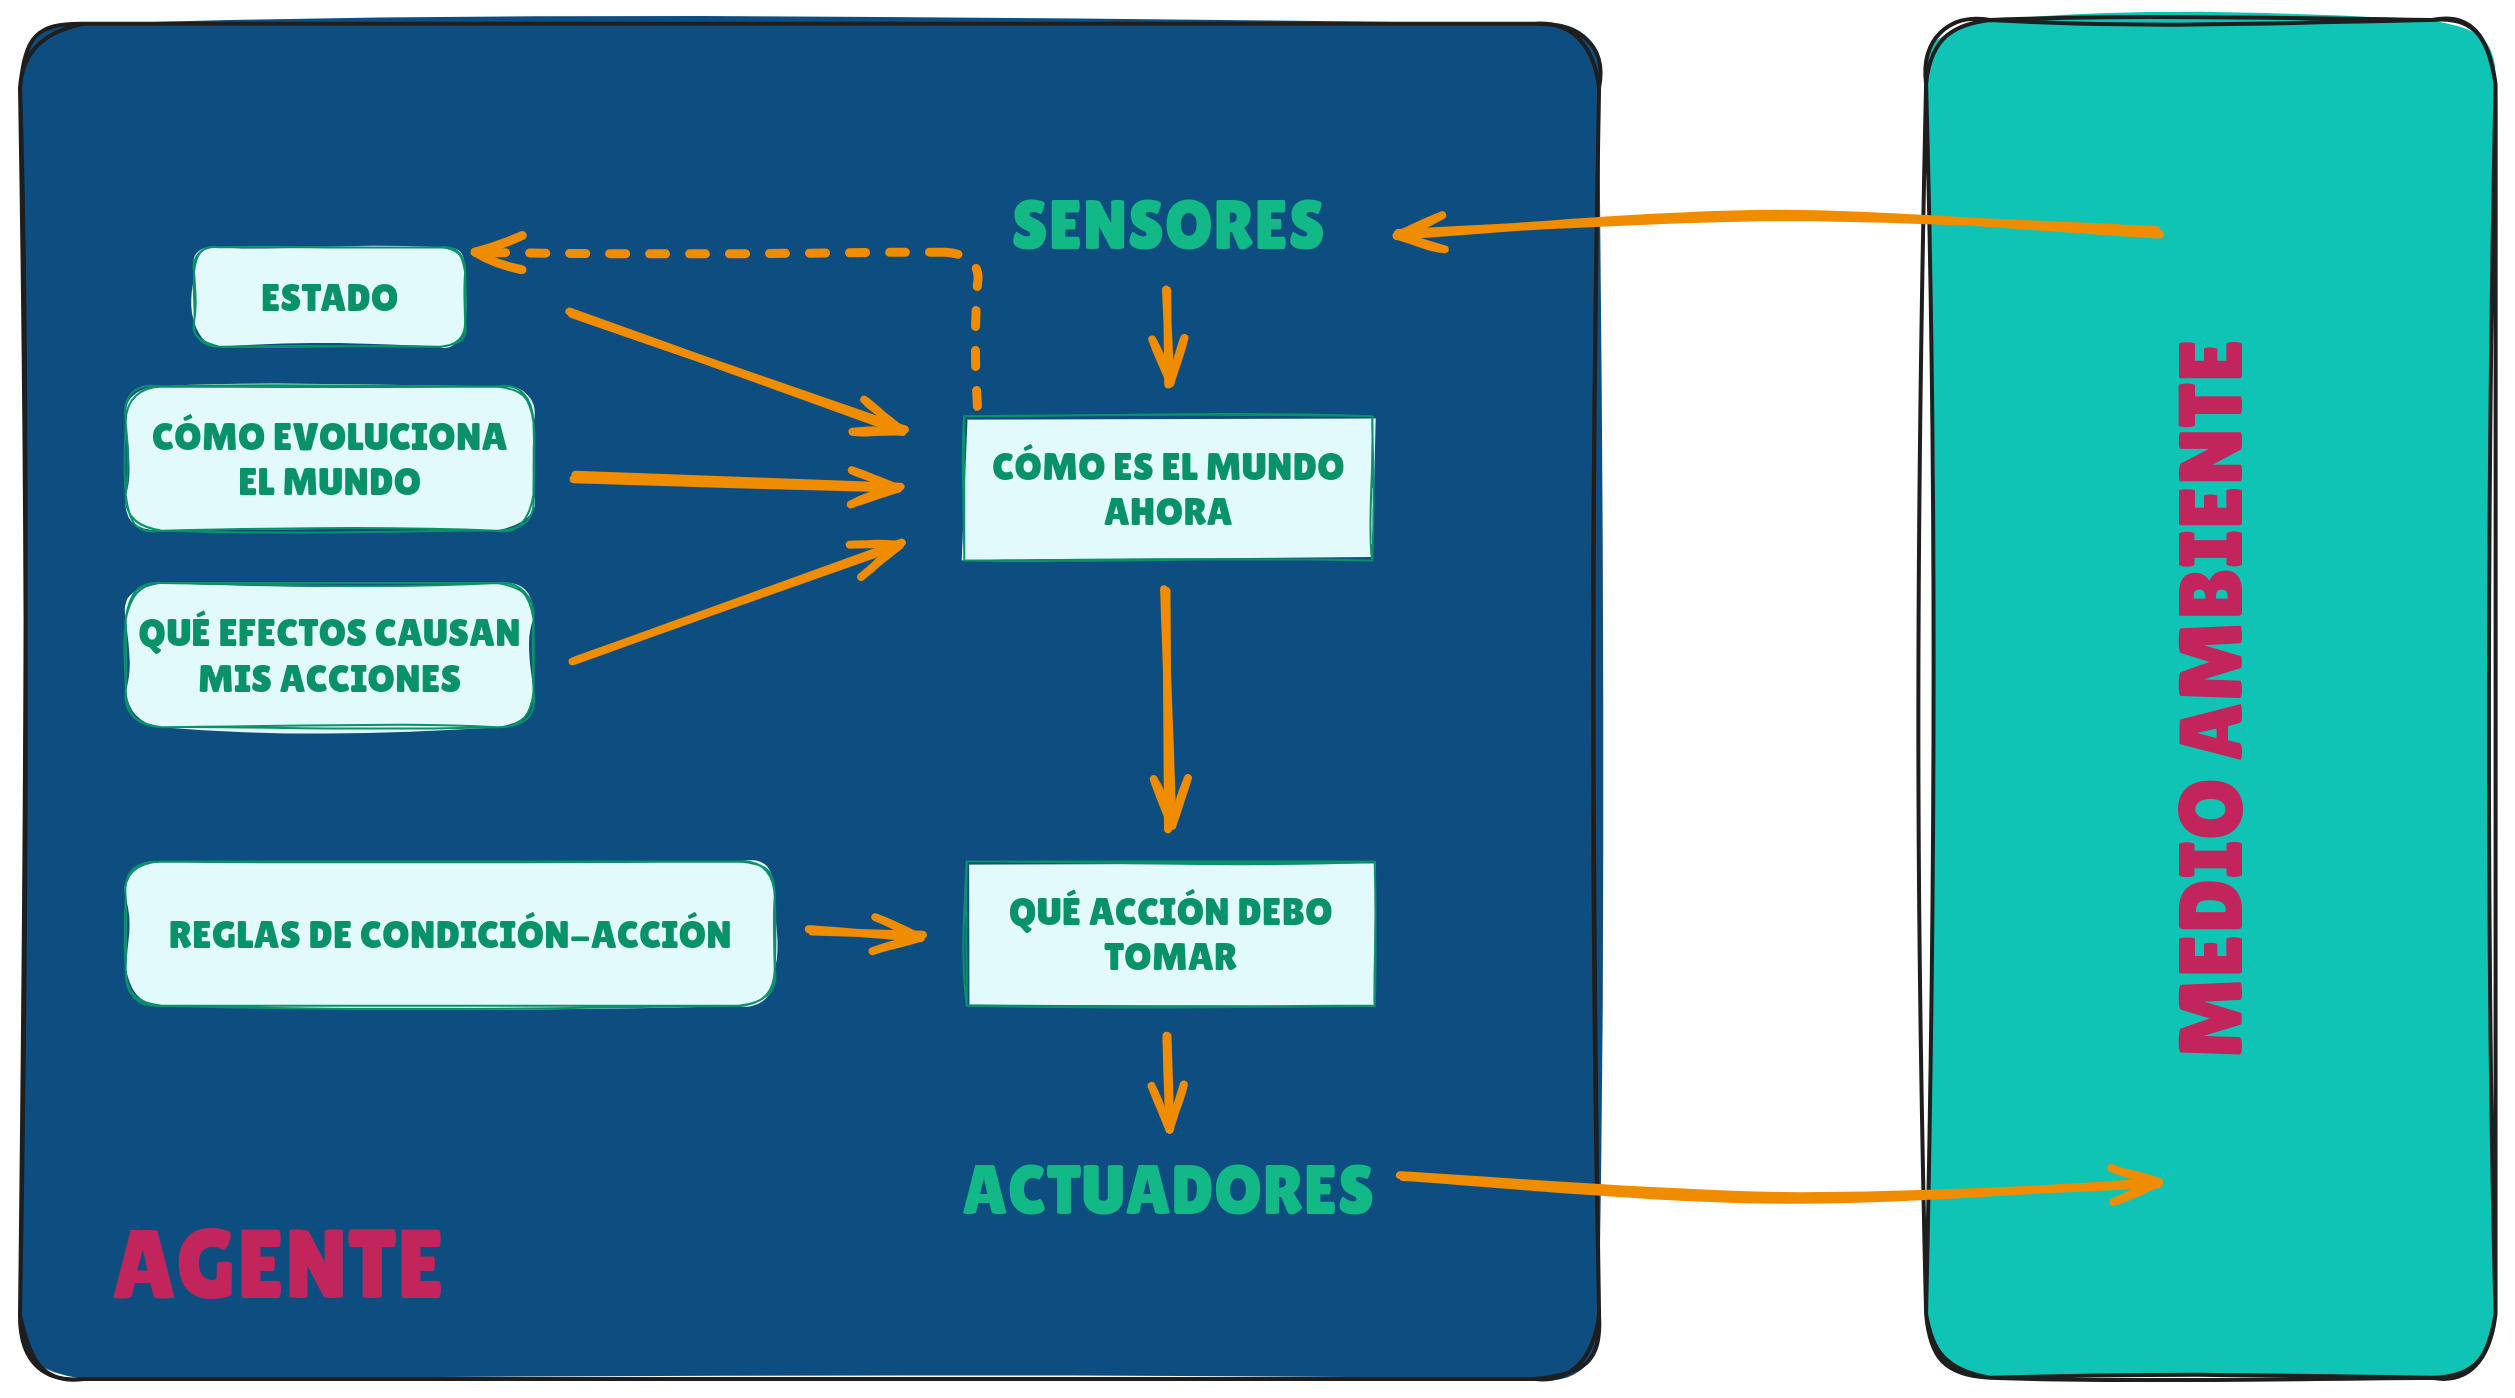 SENSORES
ESTADO
CÓMO EVOLUCIONA
EL MUNDO
CÓMO ES EL MUNDO
AHORA
QUÉ EFECTOS CAUSAN
MIS ACCIONES
REGLAS DE CONDICIÓN-ACCIÓN
QUÉ ACCIÓN DEBO
TOMAR
ACTUADORES
AGENTE
MEDIO AMBIENTE